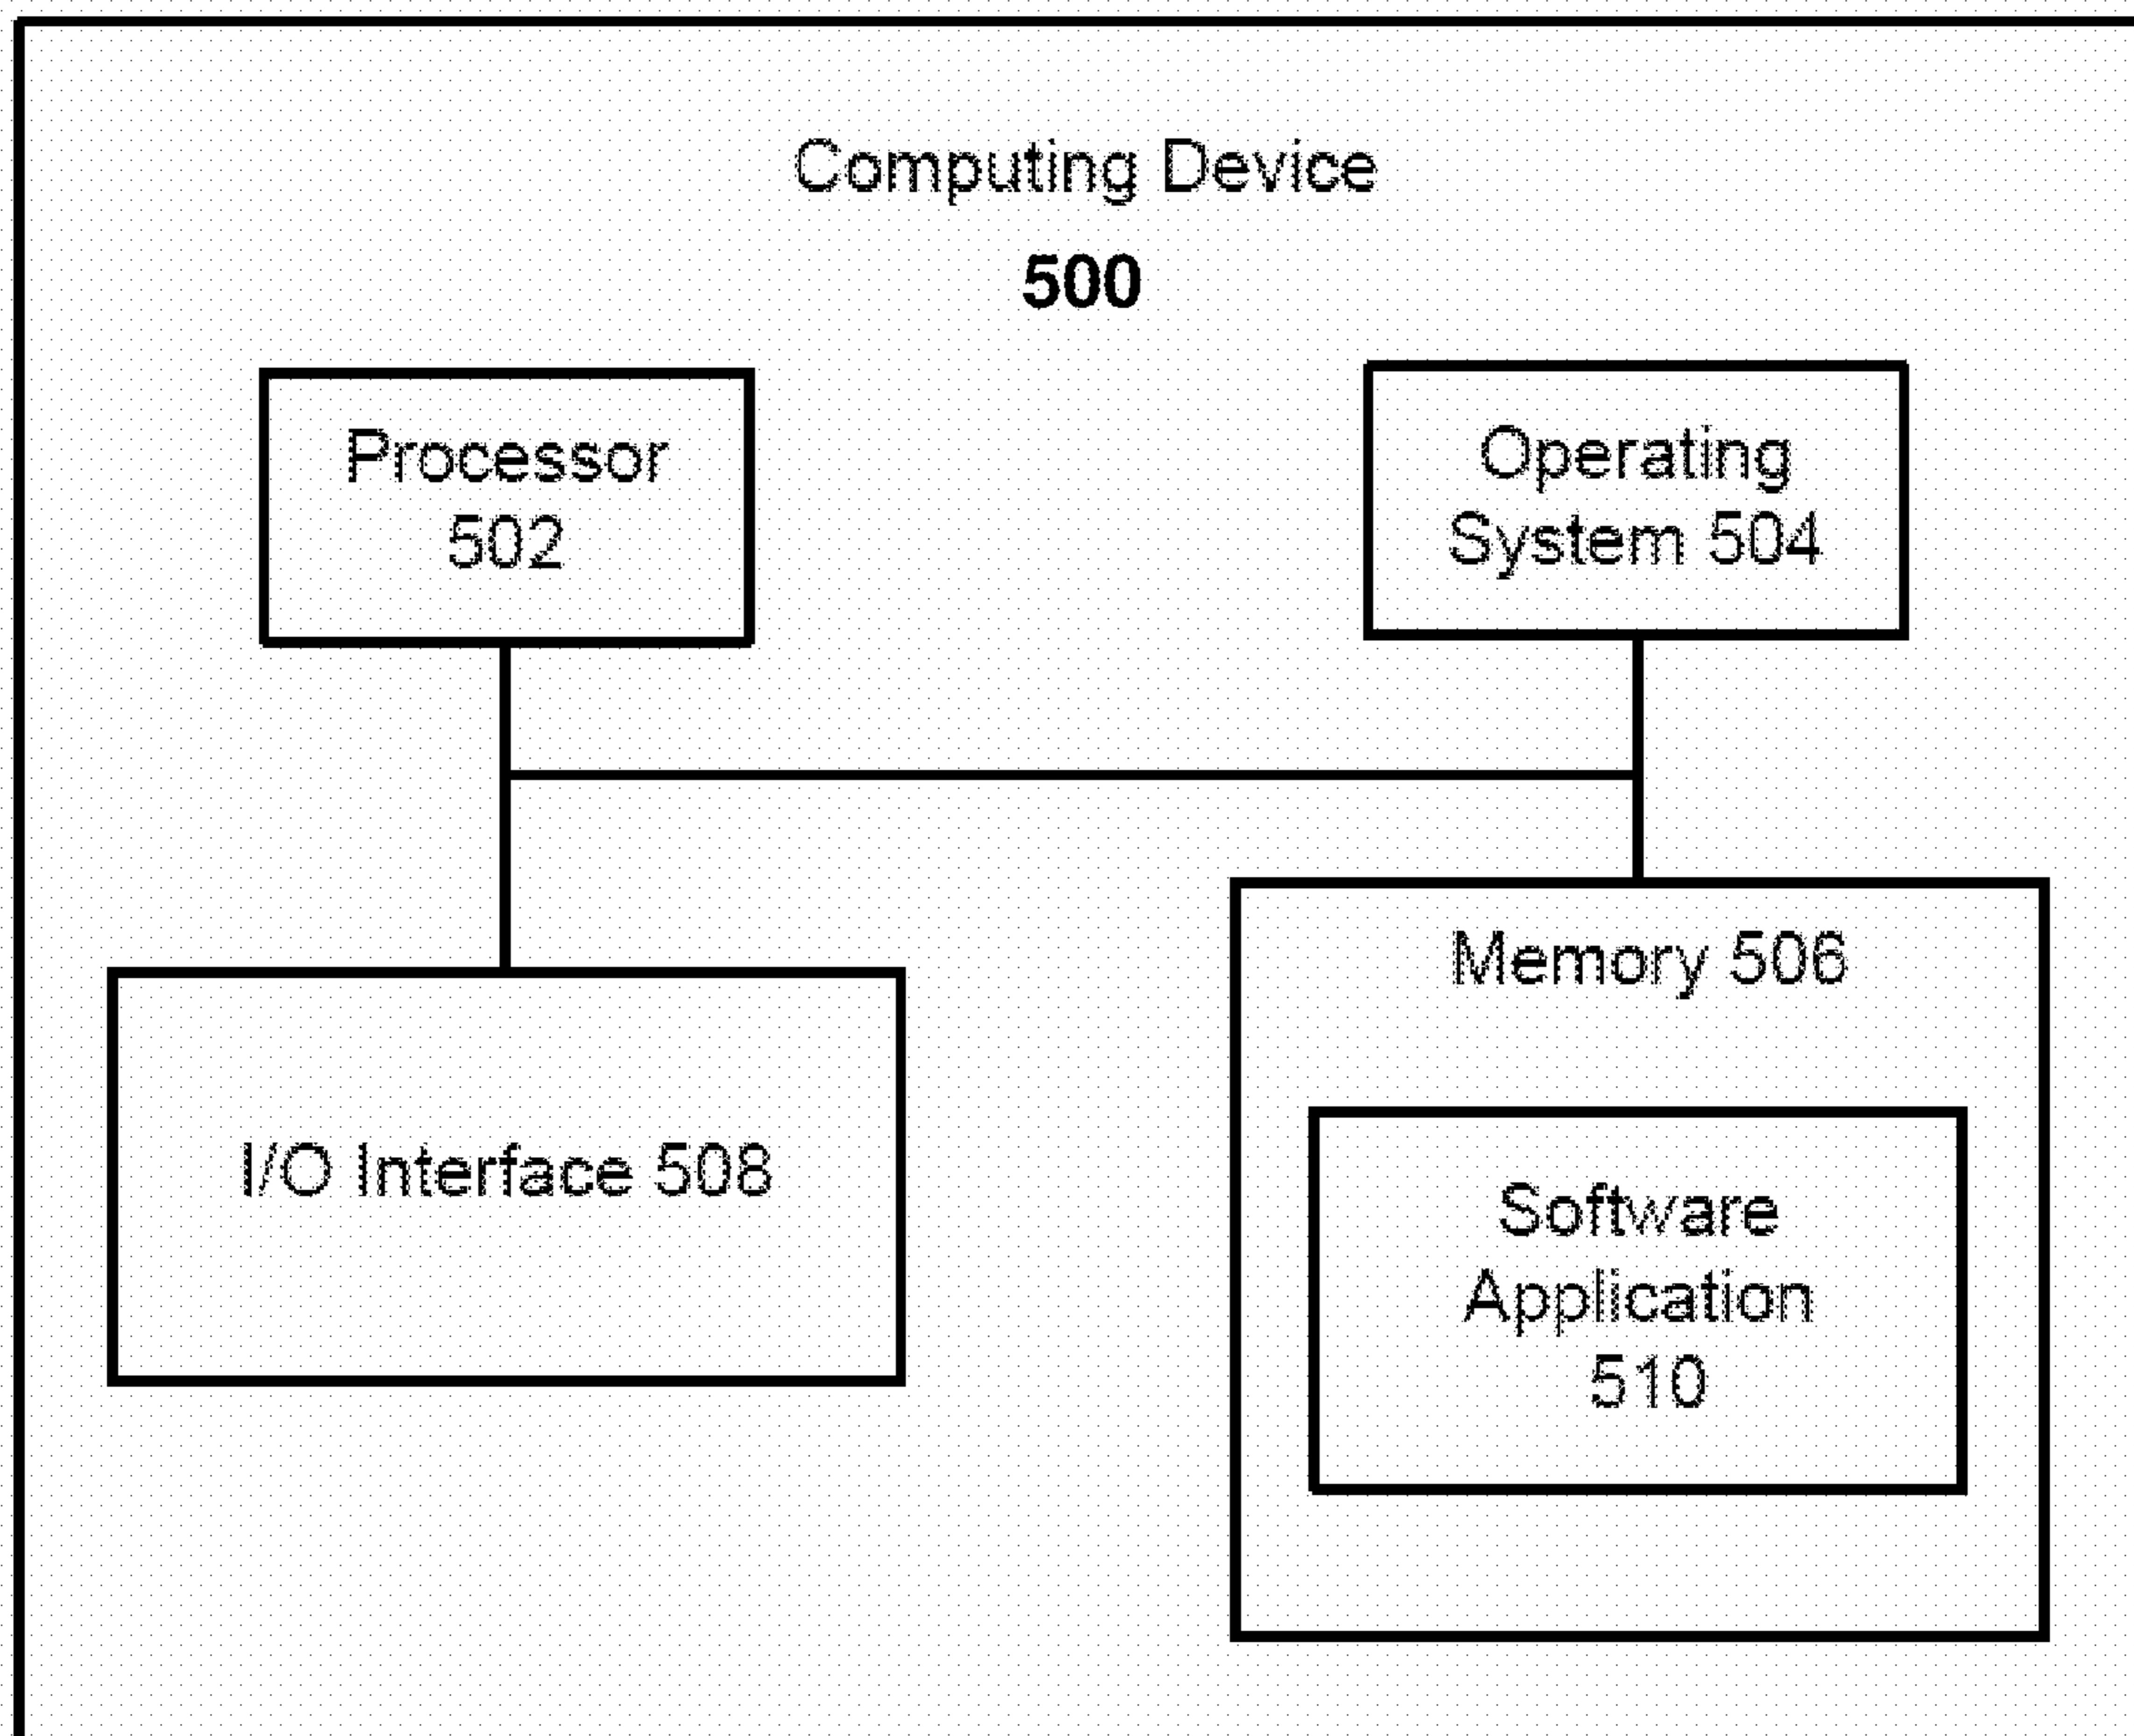 Computing Device
500
Processor
502
Operating
System 504
I/O Interface 508
Memory 506
Software
Application
510